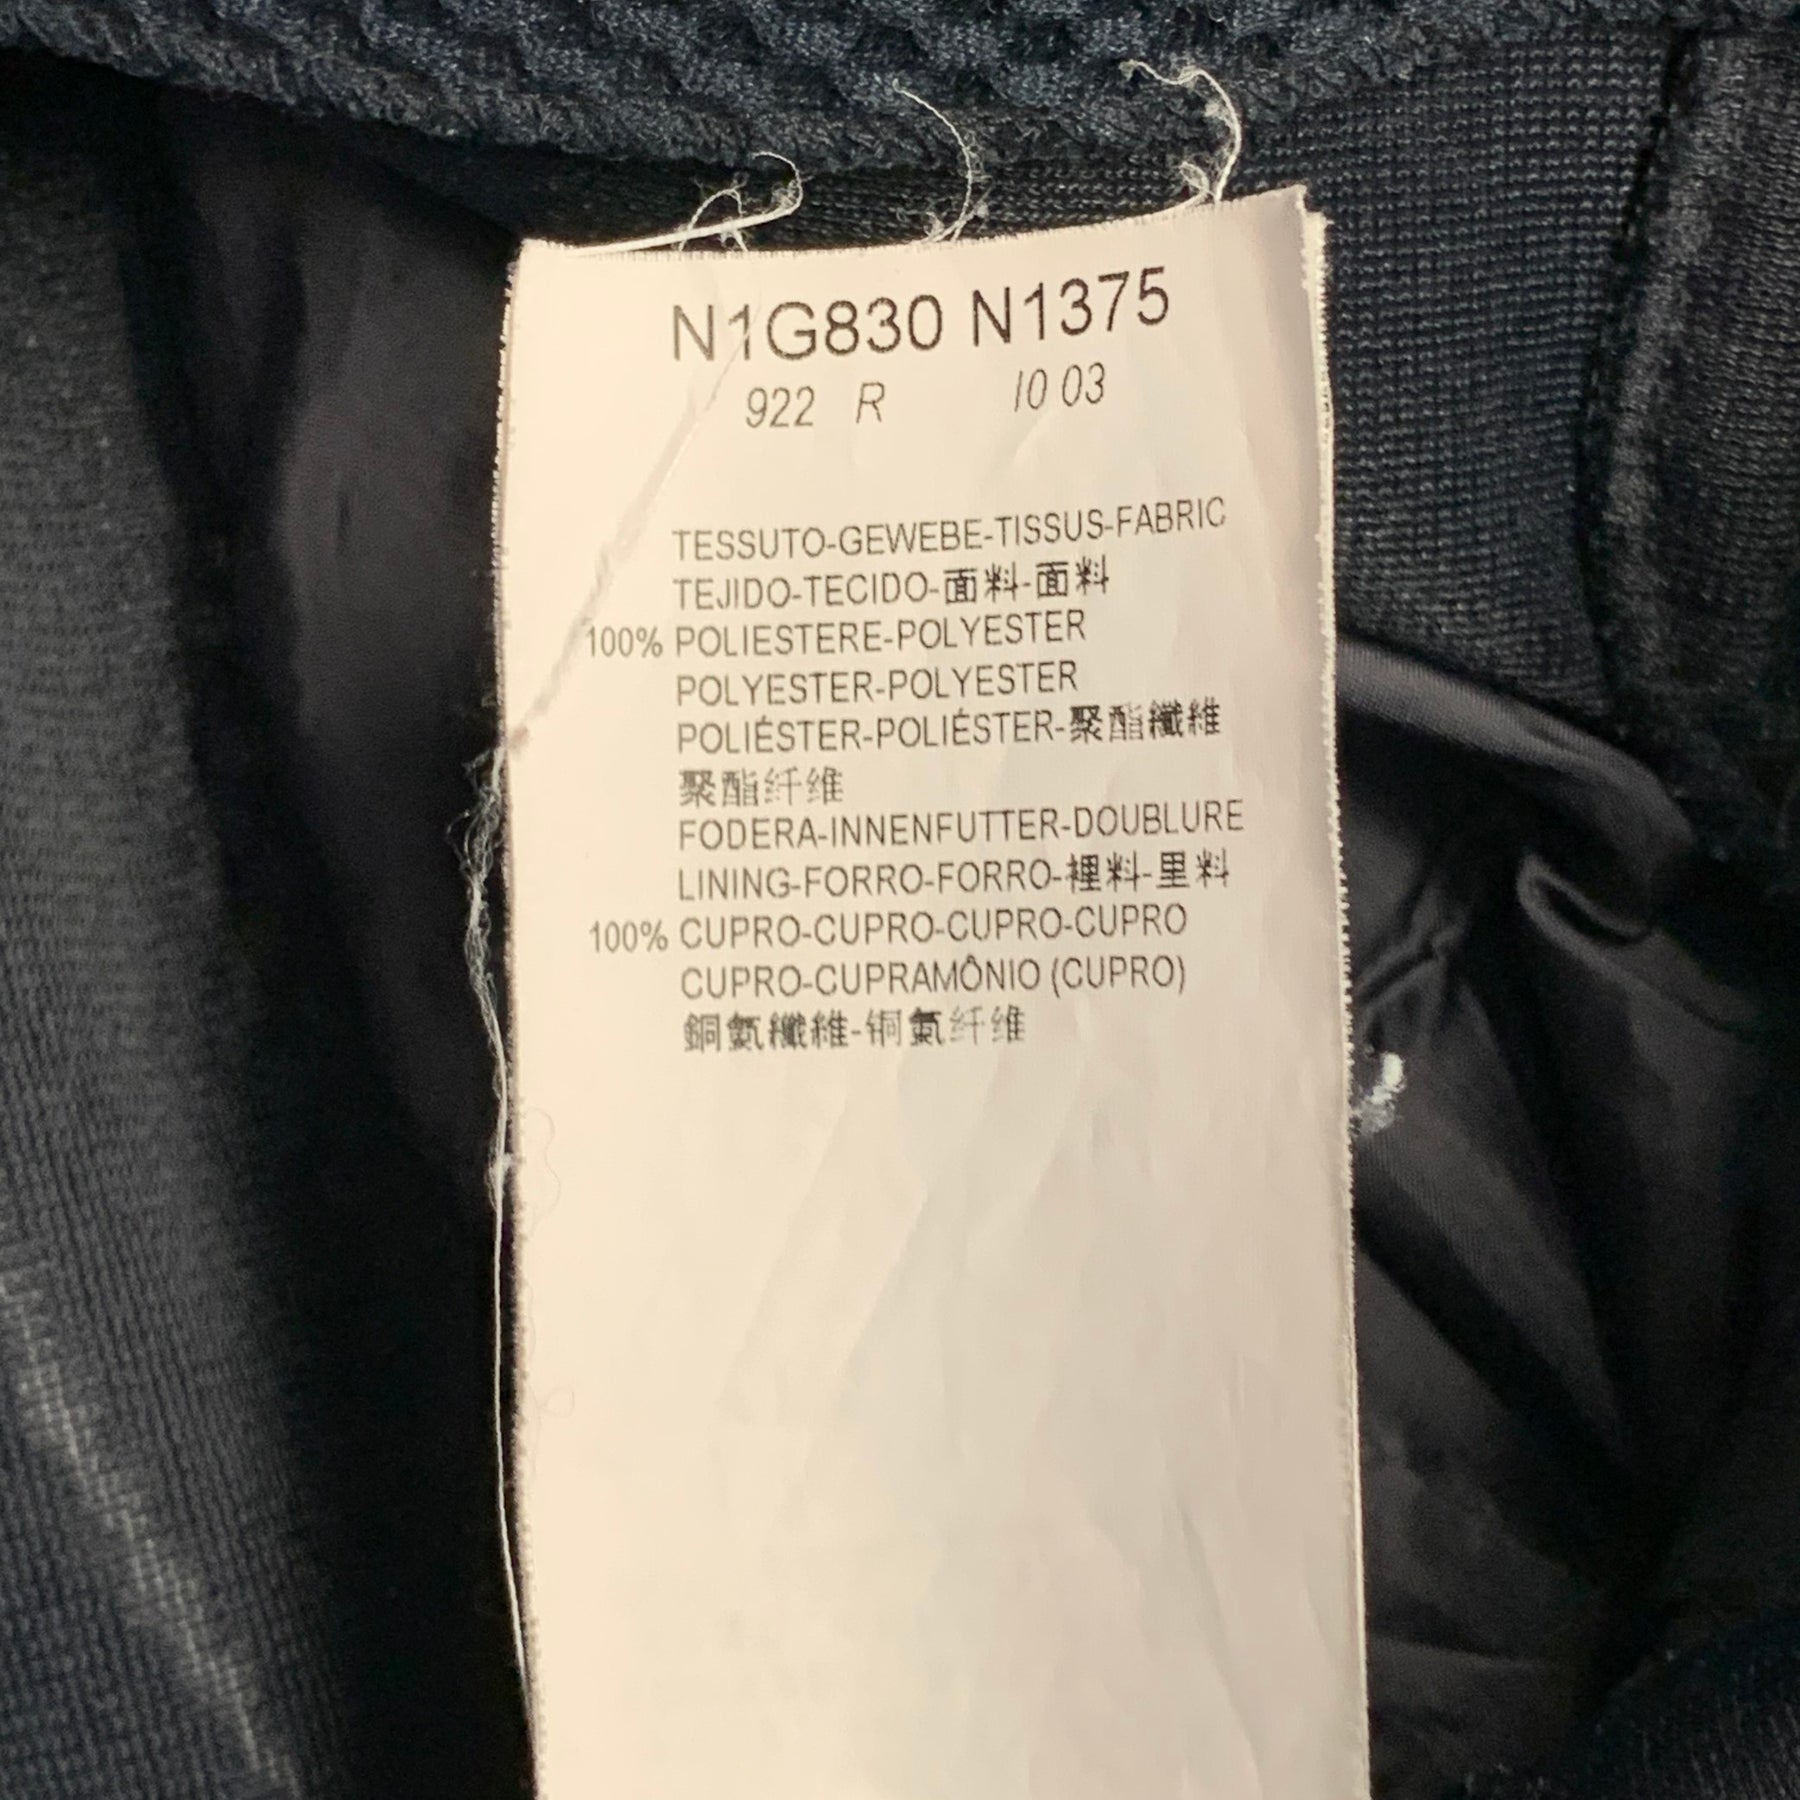 N1G830 N1375
922 R 10 03
TESSUTO-GEWEBE-TISSUS-FABRIC
TEJIDO-TECIDO-面料-面料
100% POLIESTERE-POLYESTER
POLYESTER-POLYESTER
POLIÉSTER-POLIÉSTER-聚酯纖維
聚酯纤维
FODERA-INNENFUTTER-DOUBLURE
LINING-FORRO-FORRO-裡料-里料
100% CUPRO-CUPRO-CUPRO-CUPRO
CUPRO-CUPRAMÔNIO (CUPRO)
銅氨纖維-铜氨纤维